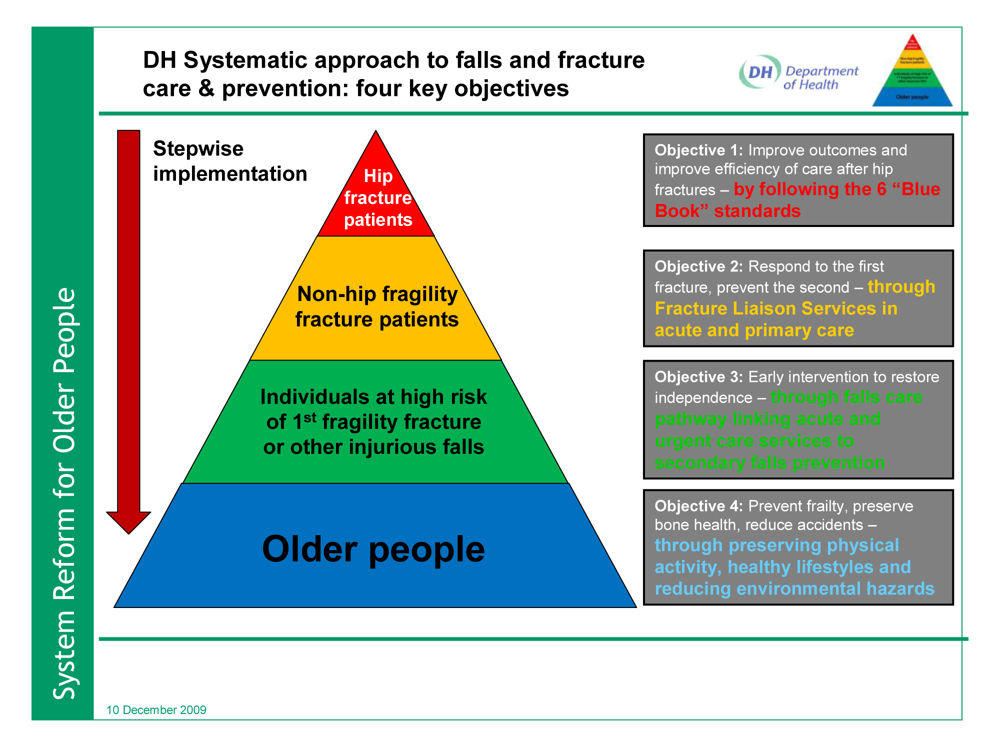 DH Systematic approach to falls and fracture
care & prevention: four key objectives
DH Department
of Health
Older people
System Reform for Older People
Stepwise
implementation
Hip
fracture
patients
Non-hip fragility
fracture patients
Individuals at high risk
of 1st fragility fracture
or other injurious falls
Older people
Objective 1: Improve outcomes and
improve efficiency of care after hip
fractures – by following the 6 “Blue
Book” standards
Objective 2: Respond to the first
fracture, prevent the second – through
Fracture Liaison Services in
acute and primary care
Objective 3: Early intervention to restore
independence – through falls care
pathway linking acute and
urgent care services to
secondary falls prevention
Objective 4: Prevent frailty, preserve
bone health, reduce accidents –
through preserving physical
activity, healthy lifestyles and
reducing environmental hazards
10 December 2009